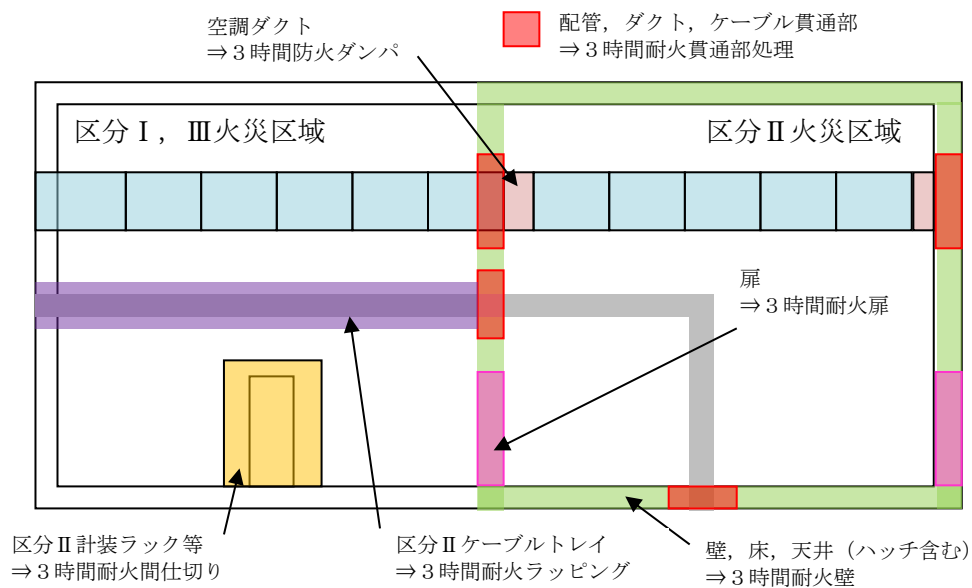 空調ダクト
⇒３時間防火ダンパ
配管，ダクト，ケーブル貫通部
⇒３時間耐火貫通部処理
区分Ⅰ，Ⅲ火災区域
区分Ⅱ火災区域
扉
⇒３時間耐火扉
区分Ⅱ計装ラック等
⇒３時間耐火間仕切り
区分Ⅱケーブルトレイ
⇒３時間耐火ラッピング
壁，床，天井（ハッチ含む）
⇒３時間耐火壁